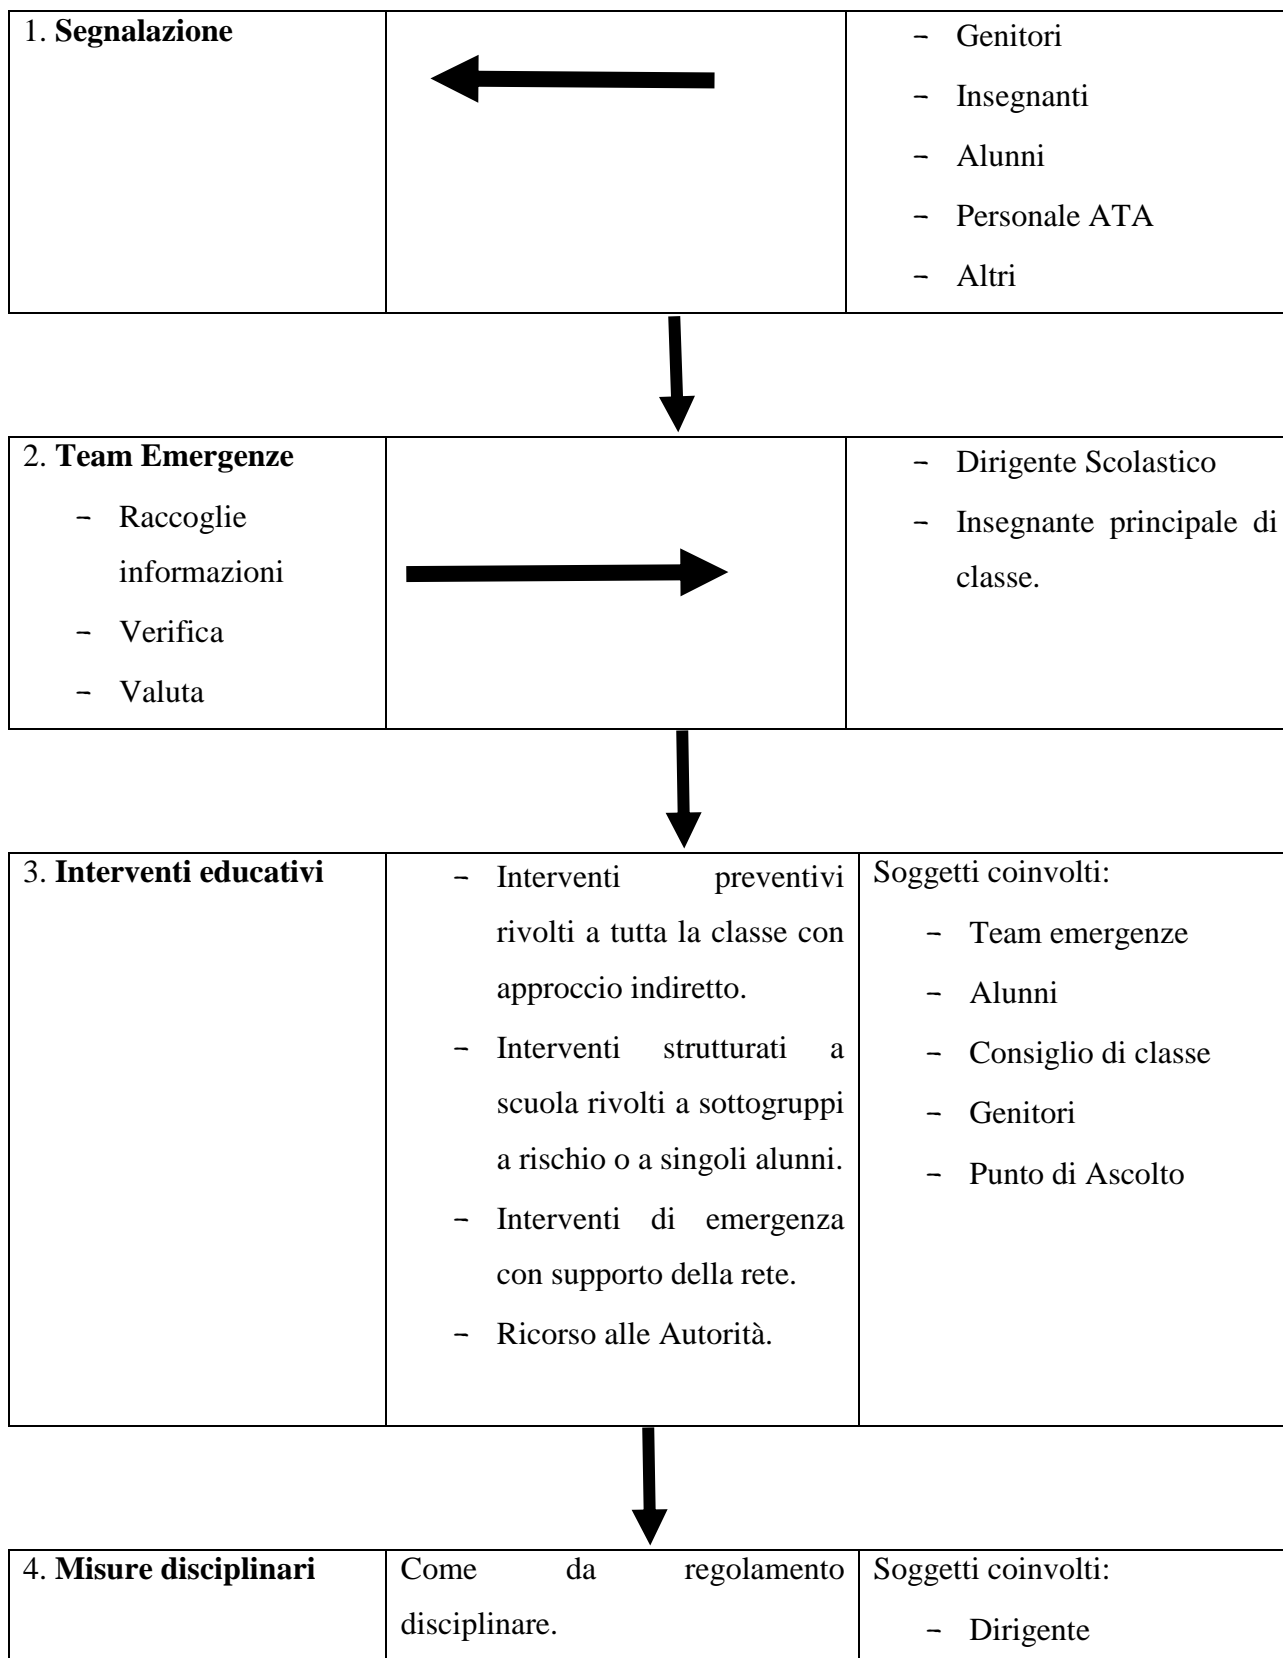 1. Segnalazione
– Genitori
– Insegnanti
– Alunni
– Personale ATA
– Altri
2. Team Emergenze
– Raccoglie
informazioni
– Verifica
– Valuta
– Dirigente Scolastico
– Insegnante principale di
classe.
3. Interventi educativi
– Interventi preventivi
rivolti a tutta la classe con
approccio indiretto.
– Interventi strutturati a
scuola rivolti a sottogruppi
a rischio o a singoli alunni.
– Interventi di emergenza
con supporto della rete.
– Ricorso alle Autorità.
Soggetti coinvolti:
– Team emergenze
– Alunni
– Consiglio di classe
– Genitori
– Punto di Ascolto
4. Misure disciplinari
Come da regolamento
disciplinare.
Soggetti coinvolti:
– Dirigente